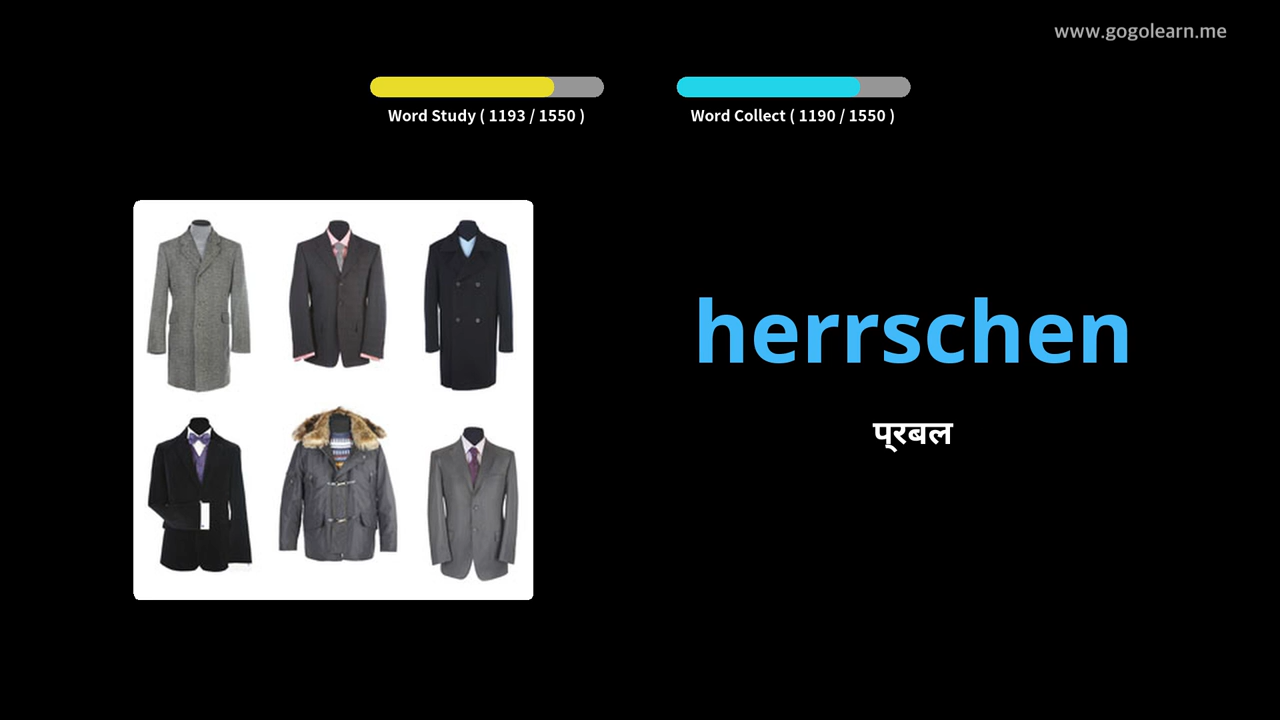 www.gogolearn.me
Word Study ( 1193 / 1550 )
Word Collect ( 1190 / 1550 )
herrschen
प्रबल